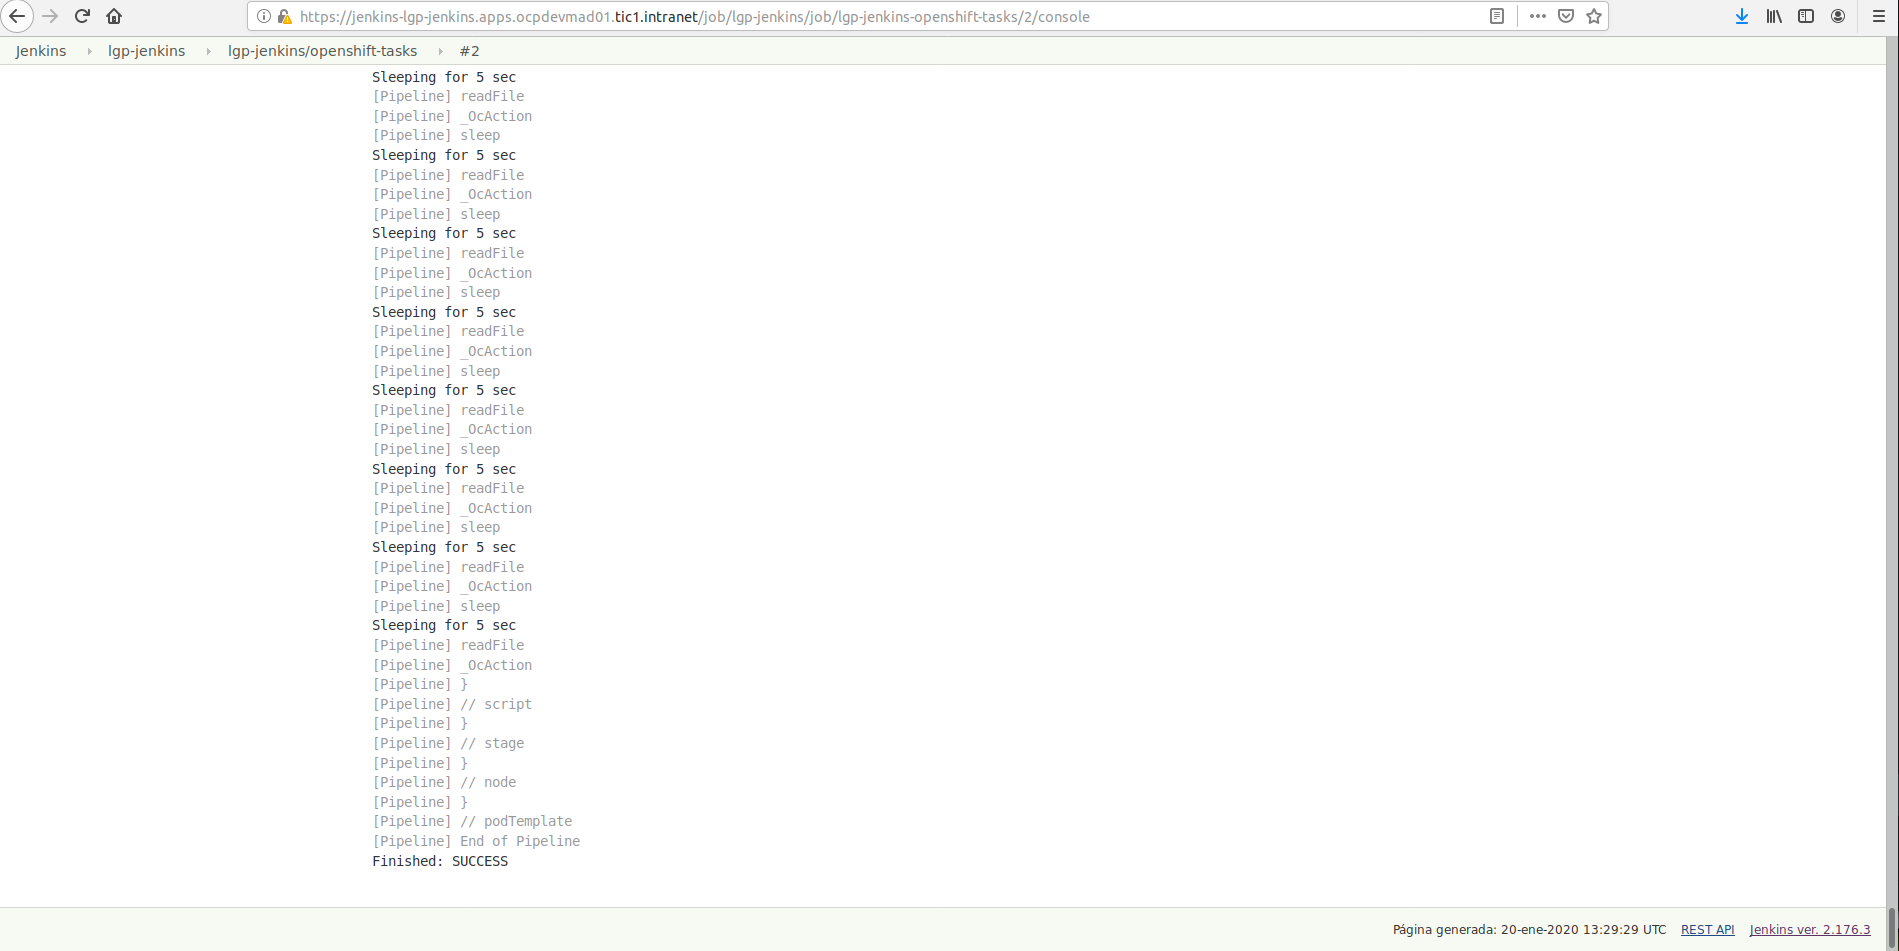 https://jenkins-lgp-jenkins.apps.ocpdevmad01.tic1.intranet/job/lgp-jenkins/job/lgp-jenkins-openshift-tasks/2/console
Jenkins lgp-jenkins lgp-jenkins/openshift-tasks #2
Sleeping for 5 sec
[Pipeline] readFile
[Pipeline] _OcAction
[Pipeline] sleep
Sleeping for 5 sec
[Pipeline] readFile
[Pipeline] _OcAction
[Pipeline] sleep
Sleeping for 5 sec
[Pipeline] readFile
[Pipeline] _OcAction
[Pipeline] sleep
Sleeping for 5 sec
[Pipeline] readFile
[Pipeline] _OcAction
[Pipeline] sleep
Sleeping for 5 sec
[Pipeline] readFile
[Pipeline] _OcAction
[Pipeline] sleep
Sleeping for 5 sec
[Pipeline] readFile
[Pipeline] _OcAction
[Pipeline] sleep
Sleeping for 5 sec
[Pipeline] readFile
[Pipeline] _OcAction
[Pipeline] sleep
Sleeping for 5 sec
[Pipeline] readFile
[Pipeline] _OcAction
[Pipeline] }
[Pipeline] // script
[Pipeline] }
[Pipeline] // stage
[Pipeline] }
[Pipeline] // node
[Pipeline] }
[Pipeline] // podTemplate
[Pipeline] End of Pipeline
Finished: SUCCESS
Página generada: 20-ene-2020 13:29:29 UTC REST API Jenkins ver. 2.176.3